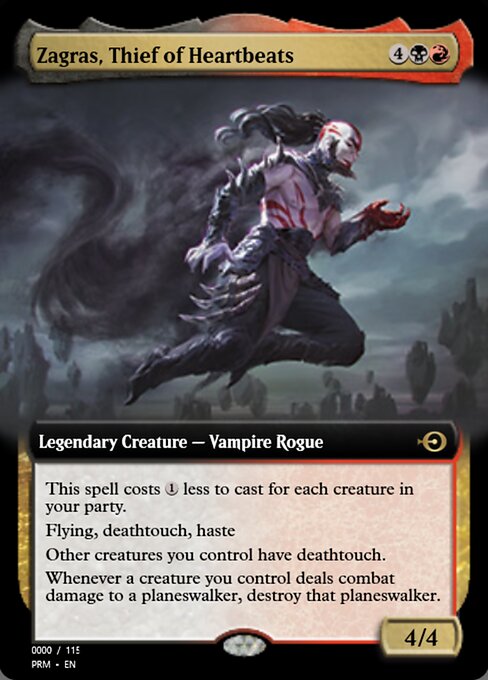 Zagras, Thief of Heartbeats 4
Legendary Creature — Vampire Rogue
This spell costs 1 less to cast for each creature in
your party.
Flying, deathtouch, haste
Other creatures you control have deathtouch.
Whenever a creature you control deals combat
damage to a planeswalker, destroy that planeswalker.
4/4
0000 / 115
PRM • EN